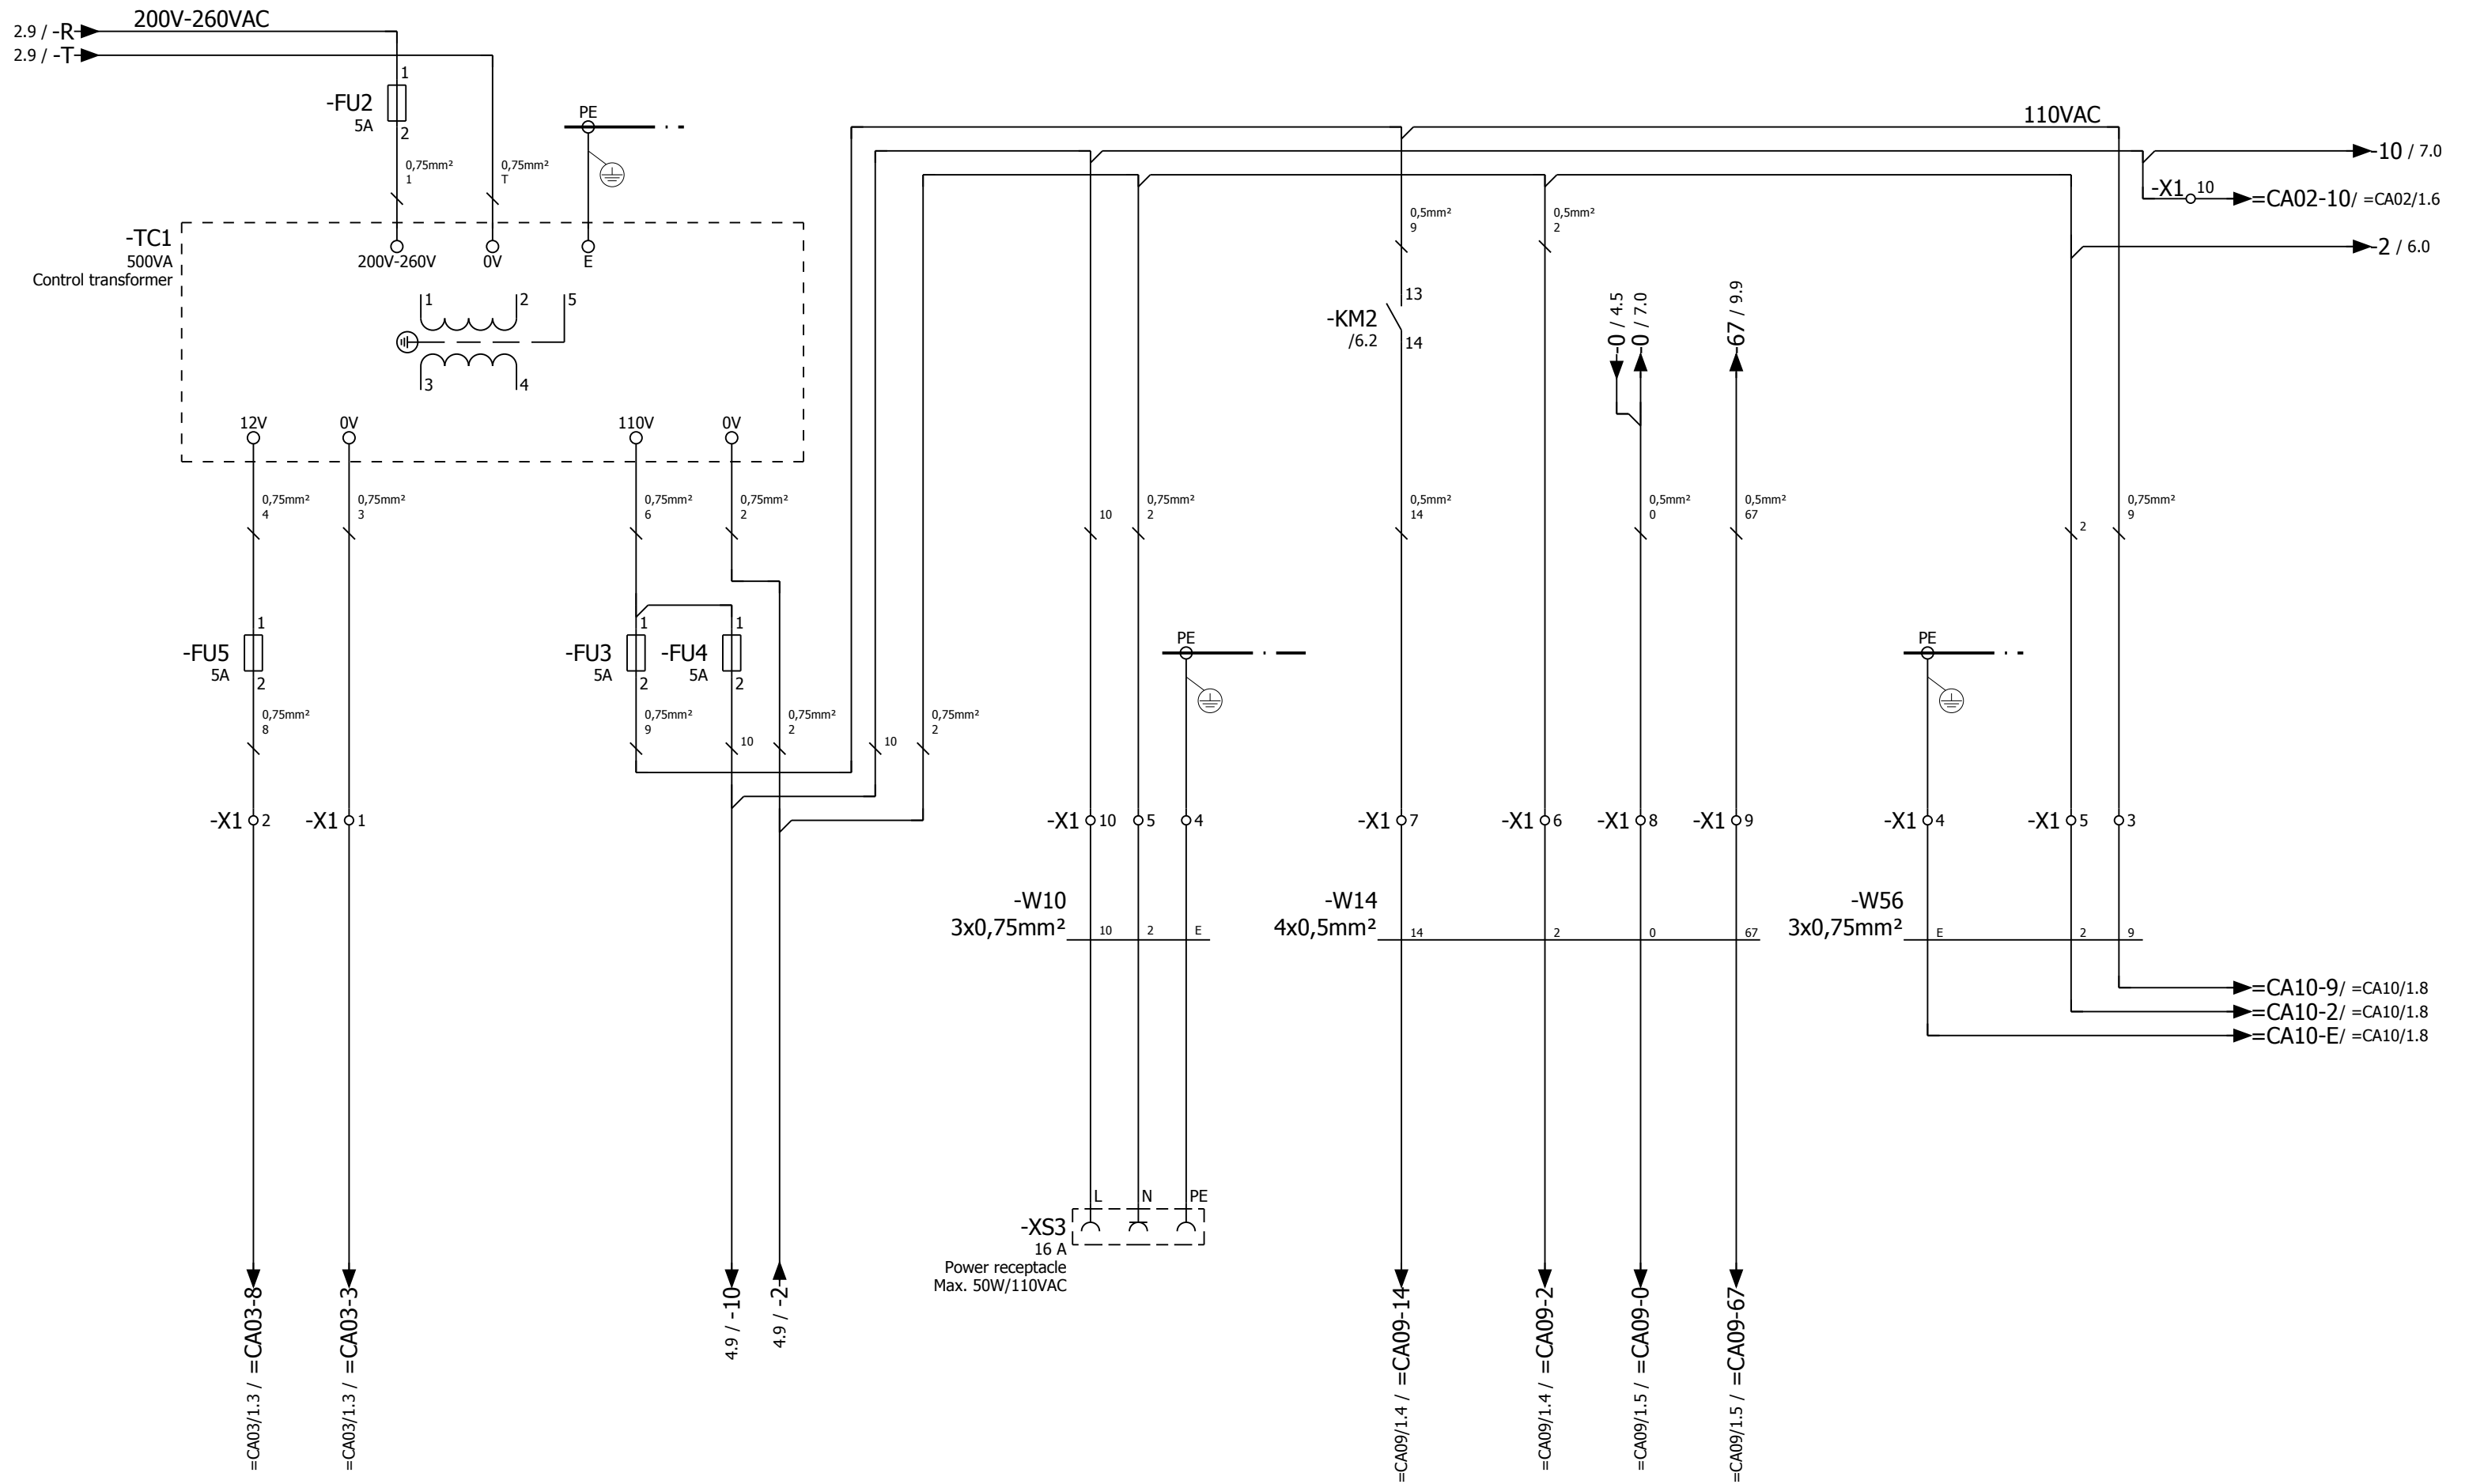 200V-260VAC
2.9 / -R
2.9 / -T
1
-FU2
5A
2
PE
0,75mm²
1
0,75mm²
T
110VAC
-10 / 7.0
-X1 10
=CA02-10/ =CA02/1.6
-2 / 6.0
-TC1
500VA
Control transformer
200V-260V
0V
E
1
2
5
3
4
12V
0V
110V
0V
0,5mm²
9
0,5mm²
2
13
-KM2
/6.2
14
-0 / 4.5
-0 / 7.0
-67 / 9.9
0,75mm²
4
0,75mm²
3
0,75mm²
6
0,75mm²
2
10
0,75mm²
2
0,5mm²
14
0,5mm²
0
0,5mm²
67
2
0,75mm²
9
1
-FU5
5A
2
1
-FU3
5A
2
1
-FU4
5A
2
PE
PE
0,75mm²
8
0,75mm²
9
10
0,75mm²
2
10
0,75mm²
2
-X1 2
-X1 1
-X1 10 5 4
-X1 7
-X1 6
-X1 8
-X1 9
-X1 4
-X1 5 3
-W10
3x0,75mm²
10 2 E
-W14
4x0,5mm²
14 2 0 67
-W56
3x0,75mm²
E 2 9
=CA10-9/ =CA10/1.8
=CA10-2/ =CA10/1.8
=CA10-E/ =CA10/1.8
L N PE
-XS3
16 A
Power receptacle
Max. 50W/110VAC
=CA03/1.3 / =CA03-8
=CA03/1.3 / =CA03-3
4.9 / -10
4.9 / -2
=CA09/1.4 / =CA09-14
=CA09/1.4 / =CA09-2
=CA09/1.5 / =CA09-0
=CA09/1.5 / =CA09-67